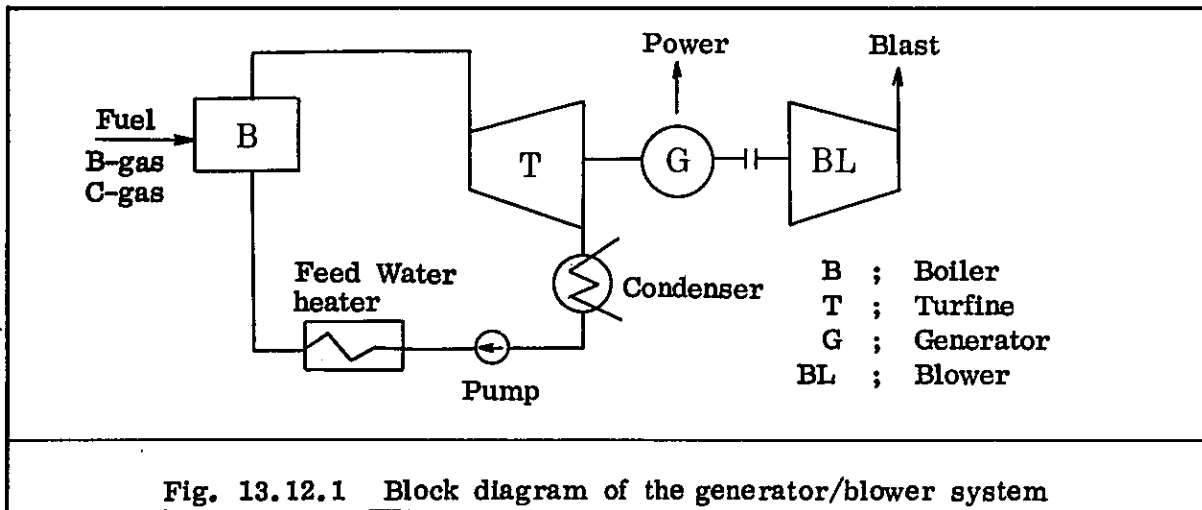 Power
Blast
Fuel
B-gas
C-gas
B
T
G
BL
Feed Water
heater
Condenser
Pump
B ; Boiler
T ; Turfine
G ; Generator
BL ; Blower
Fig. 13.12.1 Block diagram of the generator/blower system